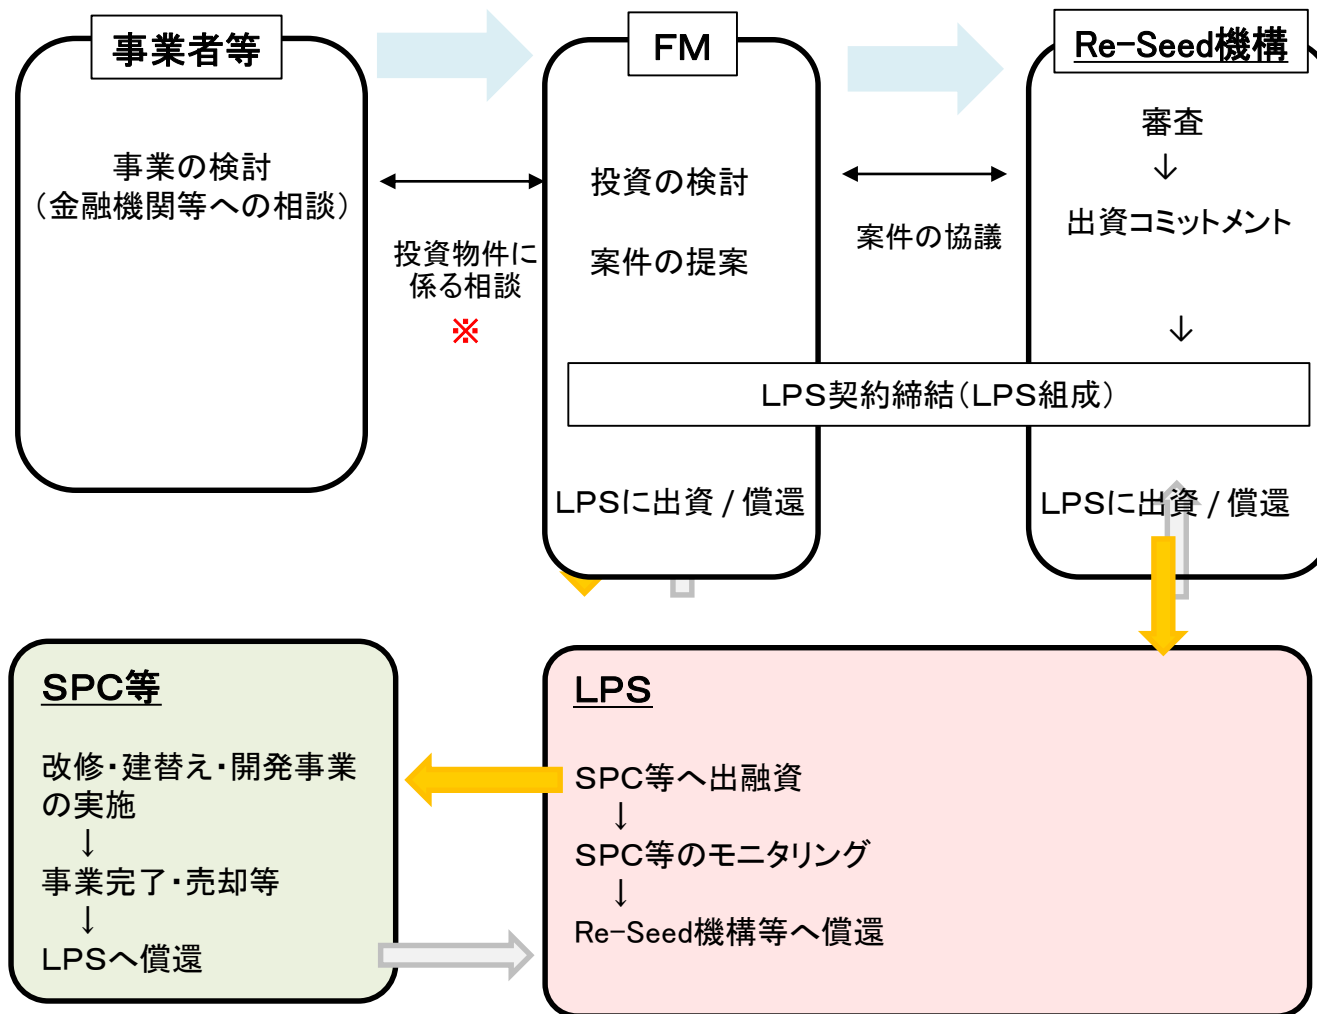 事業者等
事業の検討
（金融機関等への相談）
投資物件に
係る相談
※
FM
投資の検討
案件の提案
案件の協議
Re-Seed機構
審査
↓
出資コミットメント
↓
LPS契約締結（LPS組成）
LPSに出資 / 償還
LPSに出資 / 償還
SPC等
改修・建替え・開発事業
の実施
↓
事業完了・売却等
↓
LPSへ償還
LPS
SPC等へ出融資
↓
SPC等のモニタリング
↓
Re-Seed機構等へ償還